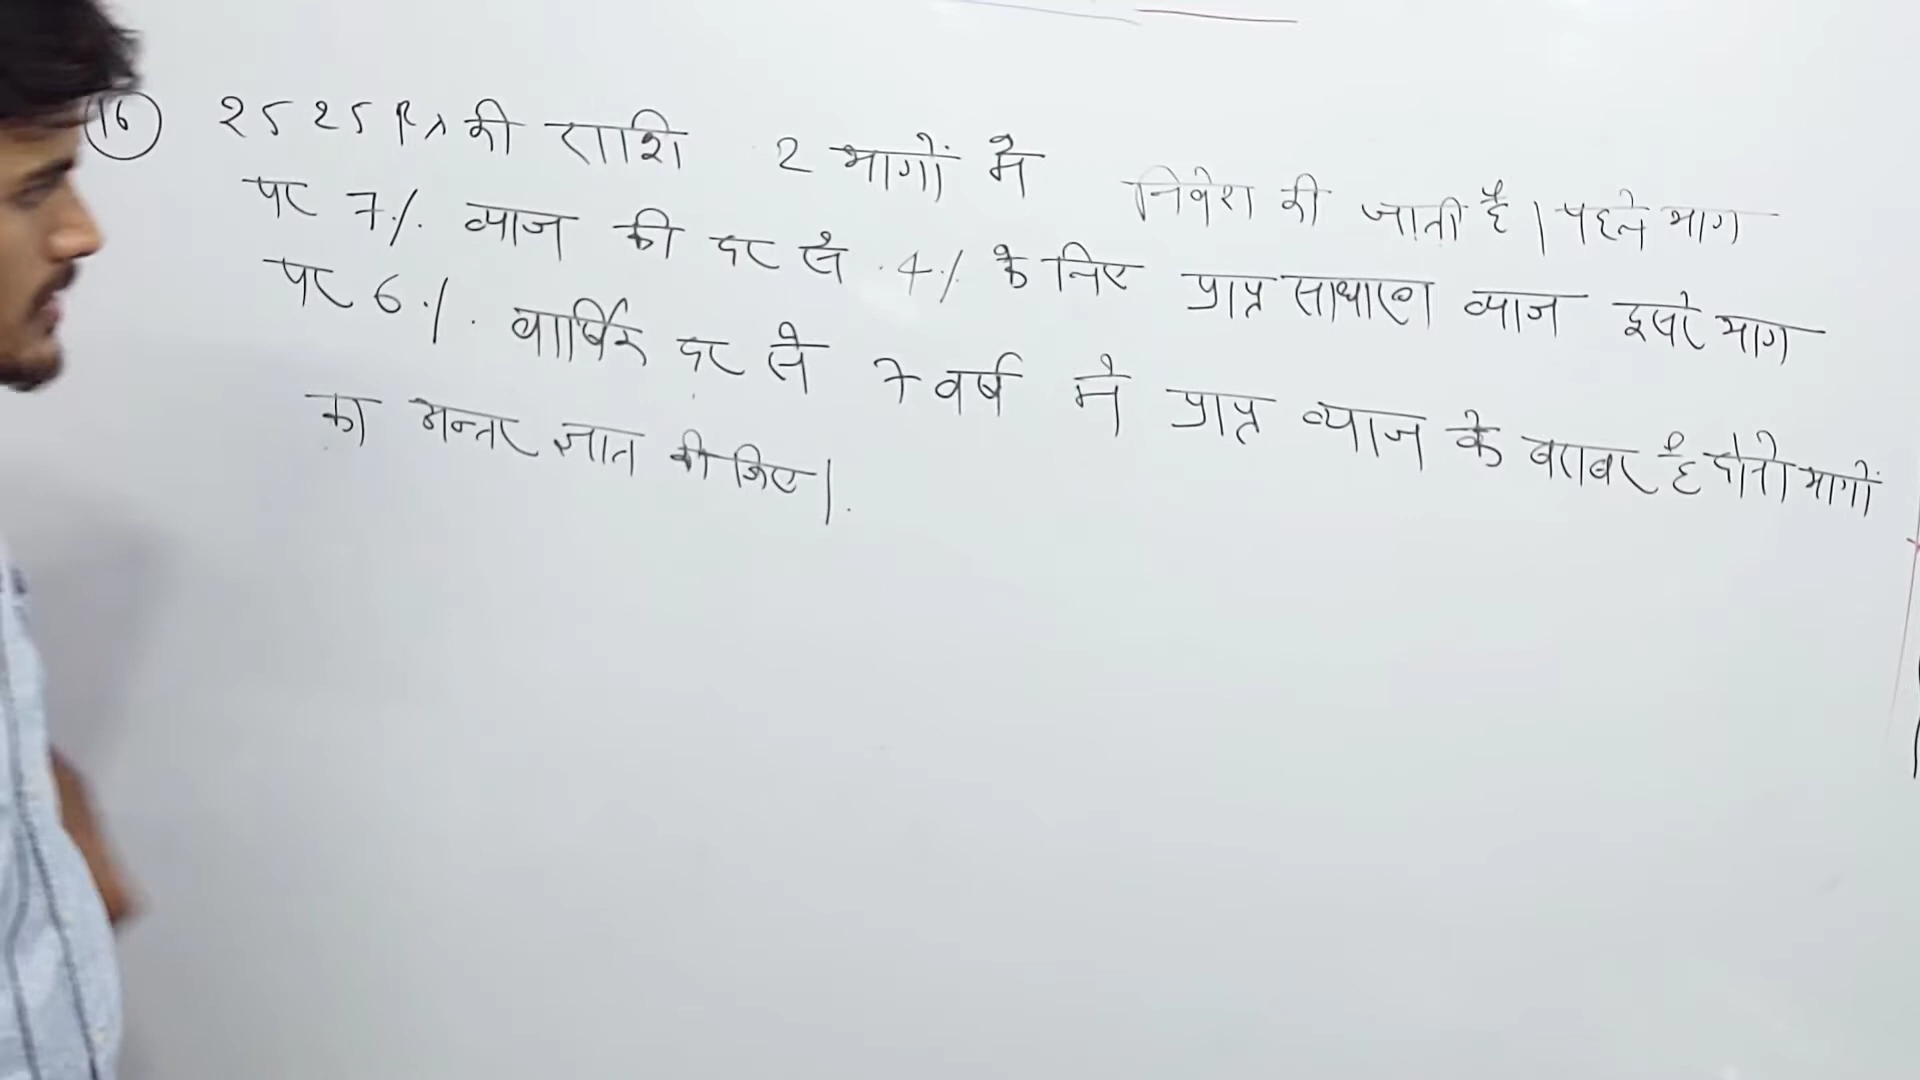 16 2525 Rs की राशि 2 भागों में निवेश की जाती है। पहले भाग
पर 7% व्याज की दर से 4% के लिए प्राप्त साधारण व्याज दूसरे भाग
पर 6% वार्षिक दर से 7 वर्ष में प्राप्त व्याज के बराबर है दोनो भागों
का अन्तर ज्ञात कीजिए।